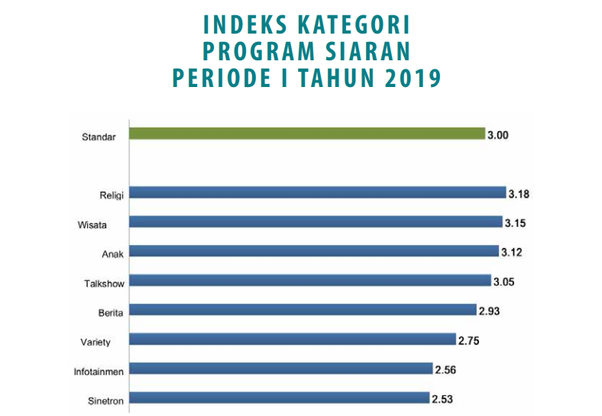 INDEKS KATEGORI
PROGRAM SIARAN
PERIODE I TAHUN 2019
Standar 3.00
Religi 3.18
Wisata 3.15
Anak 3.12
Talkshow 3.05
Berita 2.93
Variety 2.75
Infotainmen 2.56
Sinetron 2.53